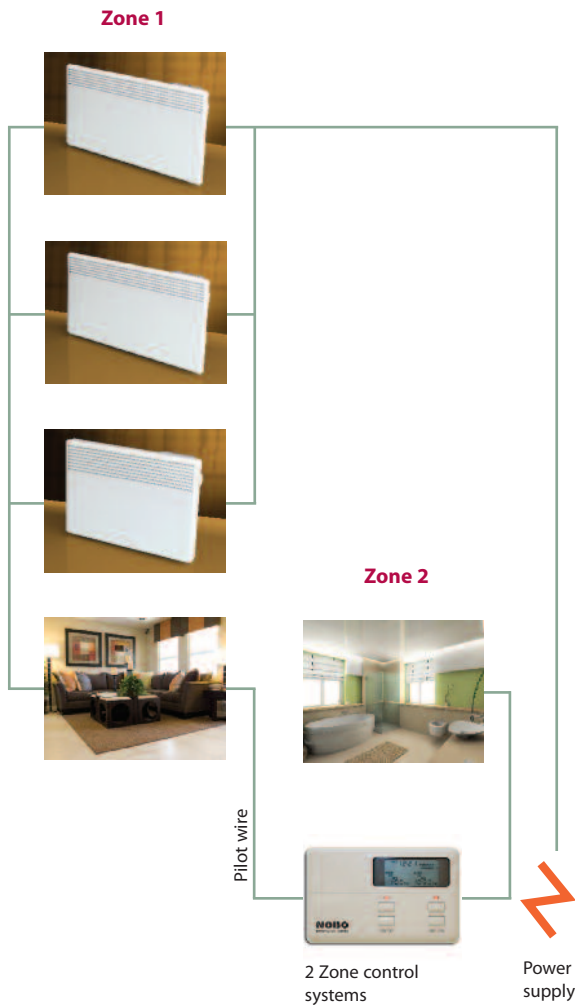 Zone 1
Zone 2
Pilot wire
NOBO
2 Zone control
systems
Power
supply